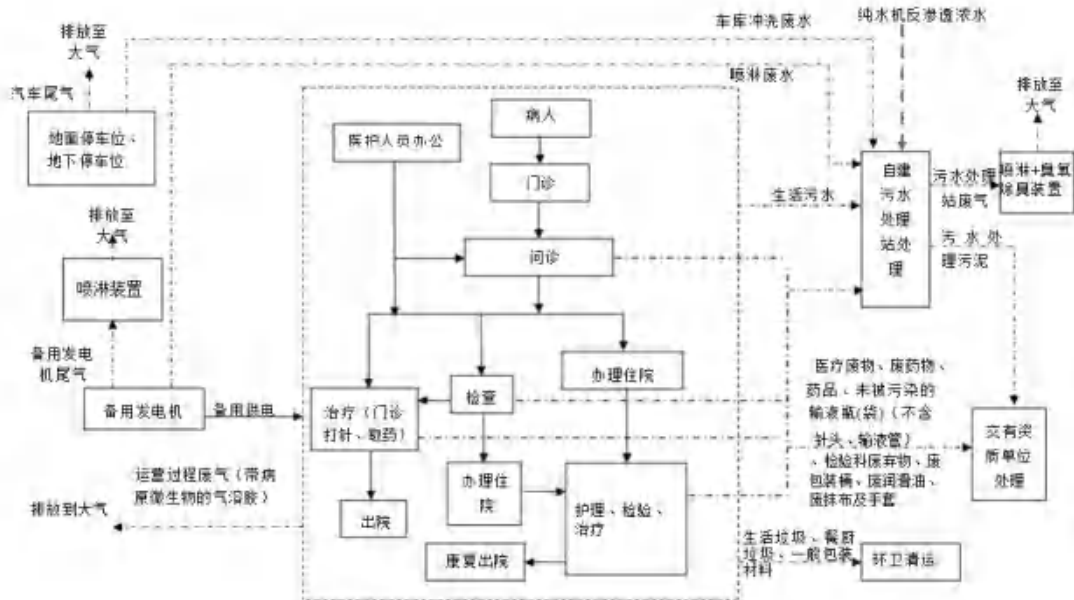 排放至
大气
车库冲洗废水
纯水机反渗透浓水
汽车尾气
喷淋废水
排放至
大气
地面停车位、
地下停车位
医护人员办公
病人
门诊
生活污水
自建
污水
处理
站处
理
污水处理
站废气
喷淋+臭氧
除臭装置
排放至
大气
问诊
污水处
理污泥
喷淋装置
备用发电
机尾气
办理住院
医疗废物、废药物、
药品、未被污染的
输液瓶(袋)(不含
针头、输液管)
、检验科废弃物、废
包装桶、废润滑油、
废抹布及手套
备用发电机
备用供电
治疗(门诊
打针、取药)
检查
交有资
质单位
处理
运营过程废气(带病
原微生物的气溶胶)
排放到大气
办理住
院
护理、检验、
治疗
出院
康复出院
生活垃圾、餐厨
垃圾、一般包装
材料
环卫清运